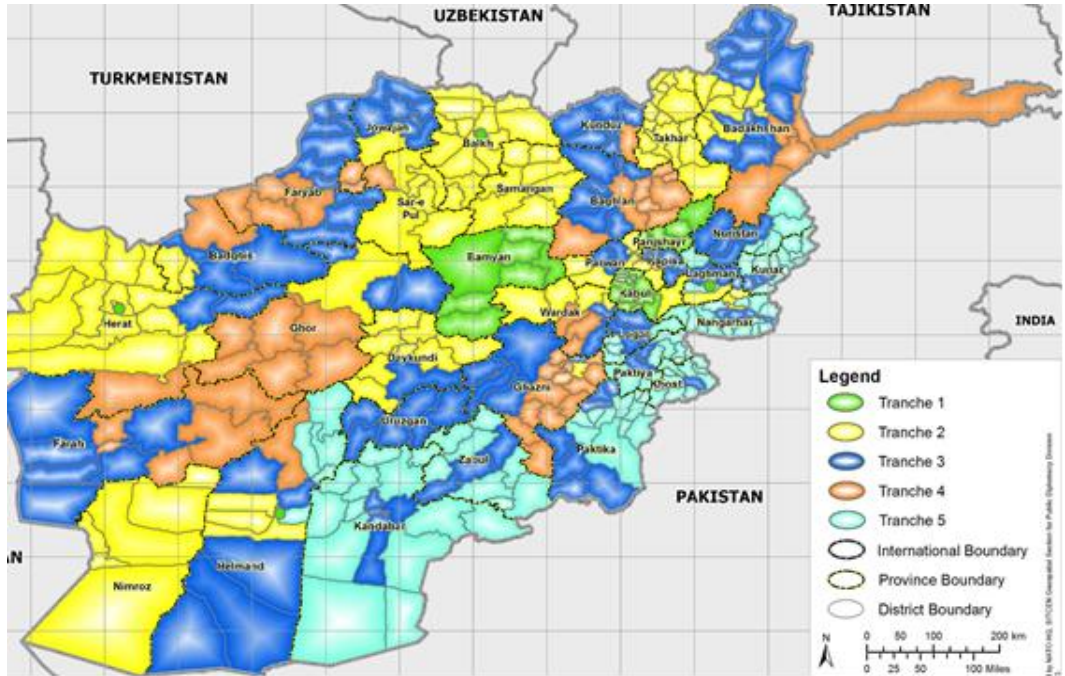 UZBEKISTAN
TAJIKISTAN
TURKMENISTAN
Jowzjan
Balkh
Kunduz
Takhar
Badakhshan
Faryab
Sar-e
Pul
Samangan
Baghlan
Badghis
Bamyan
Panjshayr
Nuristan
Parwan
Kapisa
Laghman
Kunar
Herat
Kabul
Ghor
Wardak
Nangarhar
INDIA
Logar
Daykundi
Paktiya
Khost
Ghazni
Farah
Uruzgan
Zabul
Paktika
Kandahar
PAKISTAN
AN
Helmand
Nimroz
Legend
Tranche 1
Tranche 2
Tranche 3
Tranche 4
Tranche 5
International Boundary
Province Boundary
District Boundary
N
0 50 100 200 km
0 25 50 100 Miles